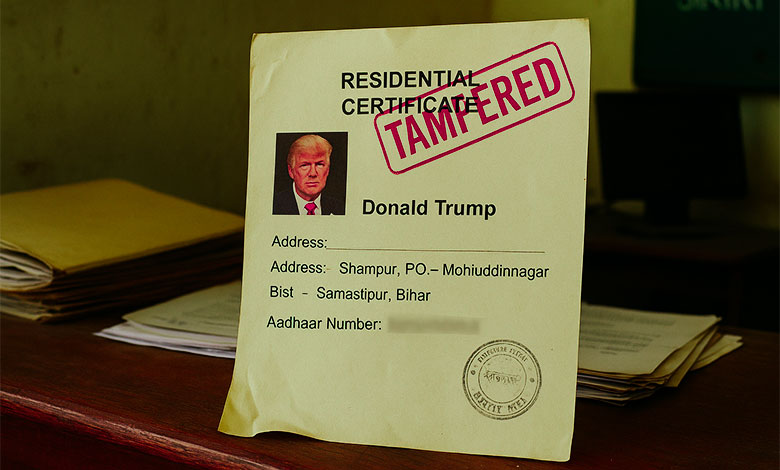 RESIDENTIAL
CERTIFICATE
TAMPERED
Donald Trump
Address:
Address:- Shampur, PO.– Mohiuddinnagar
Bist - Samastipur, Bihar
Aadhaar Number: